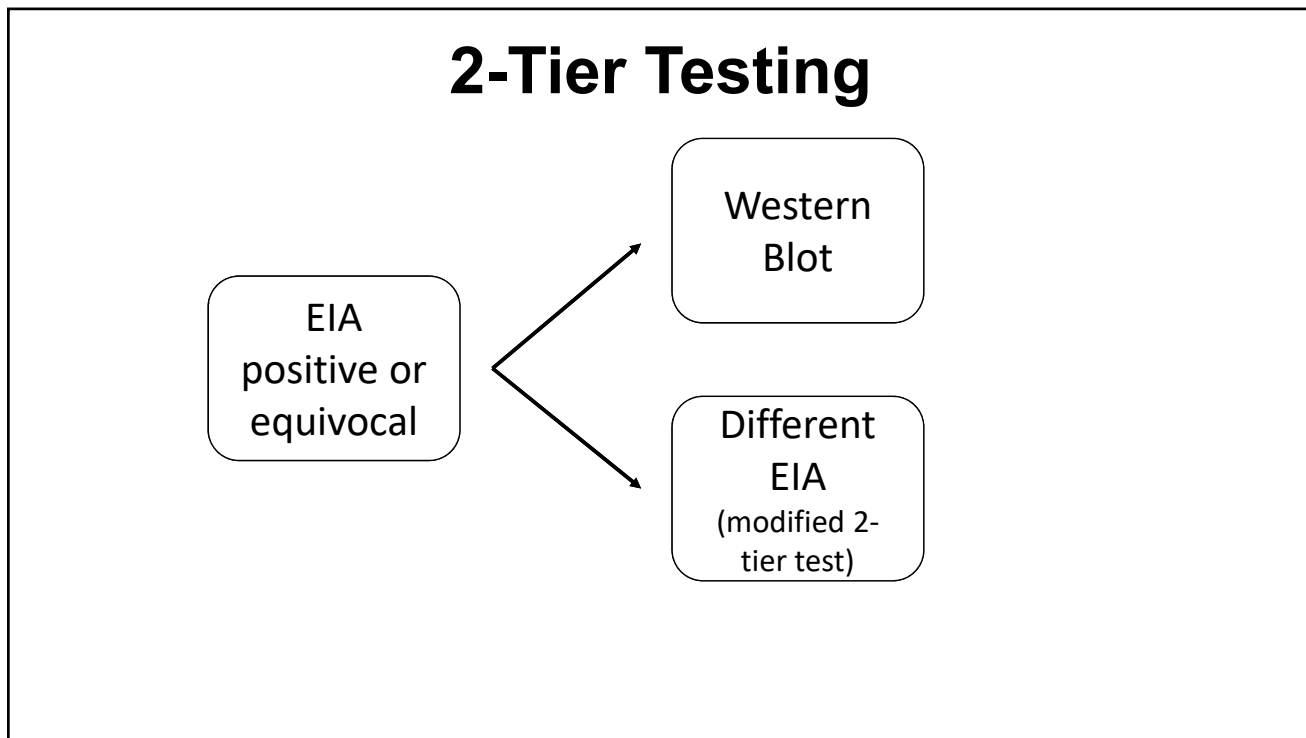 2-Tier Testing
EIA
positive or
equivocal
Western
Blot
Different
EIA
(modified 2-
tier test)